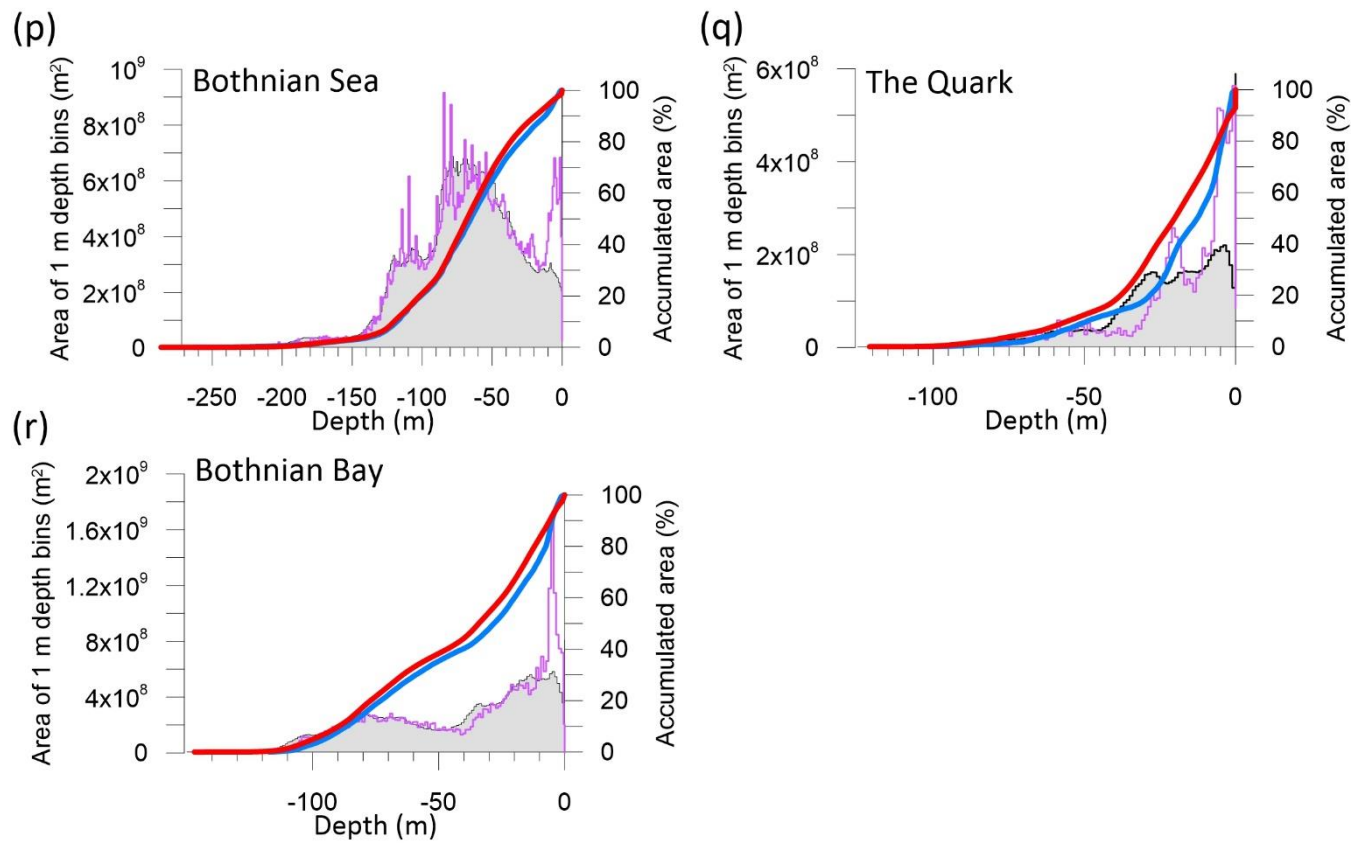 (p)
Bothnian Sea
Area of 1 m depth bins (m²)
10⁹
8x10⁸
6x10⁸
4x10⁸
2x10⁸
0
Accumulated area (%)
100
80
60
40
20
0
-250 -200 -150 -100 -50 0
Depth (m)
(q)
The Quark
Area of 1 m depth bins (m²)
6x10⁸
4x10⁸
2x10⁸
0
Accumulated area (%)
100
80
60
40
20
0
-100 -50 0
Depth (m)
(r)
Bothnian Bay
Area of 1 m depth bins (m²)
2x10⁹
1.6x10⁹
1.2x10⁹
8x10⁸
4x10⁸
0
Accumulated area (%)
100
80
60
40
20
0
-100 -50 0
Depth (m)